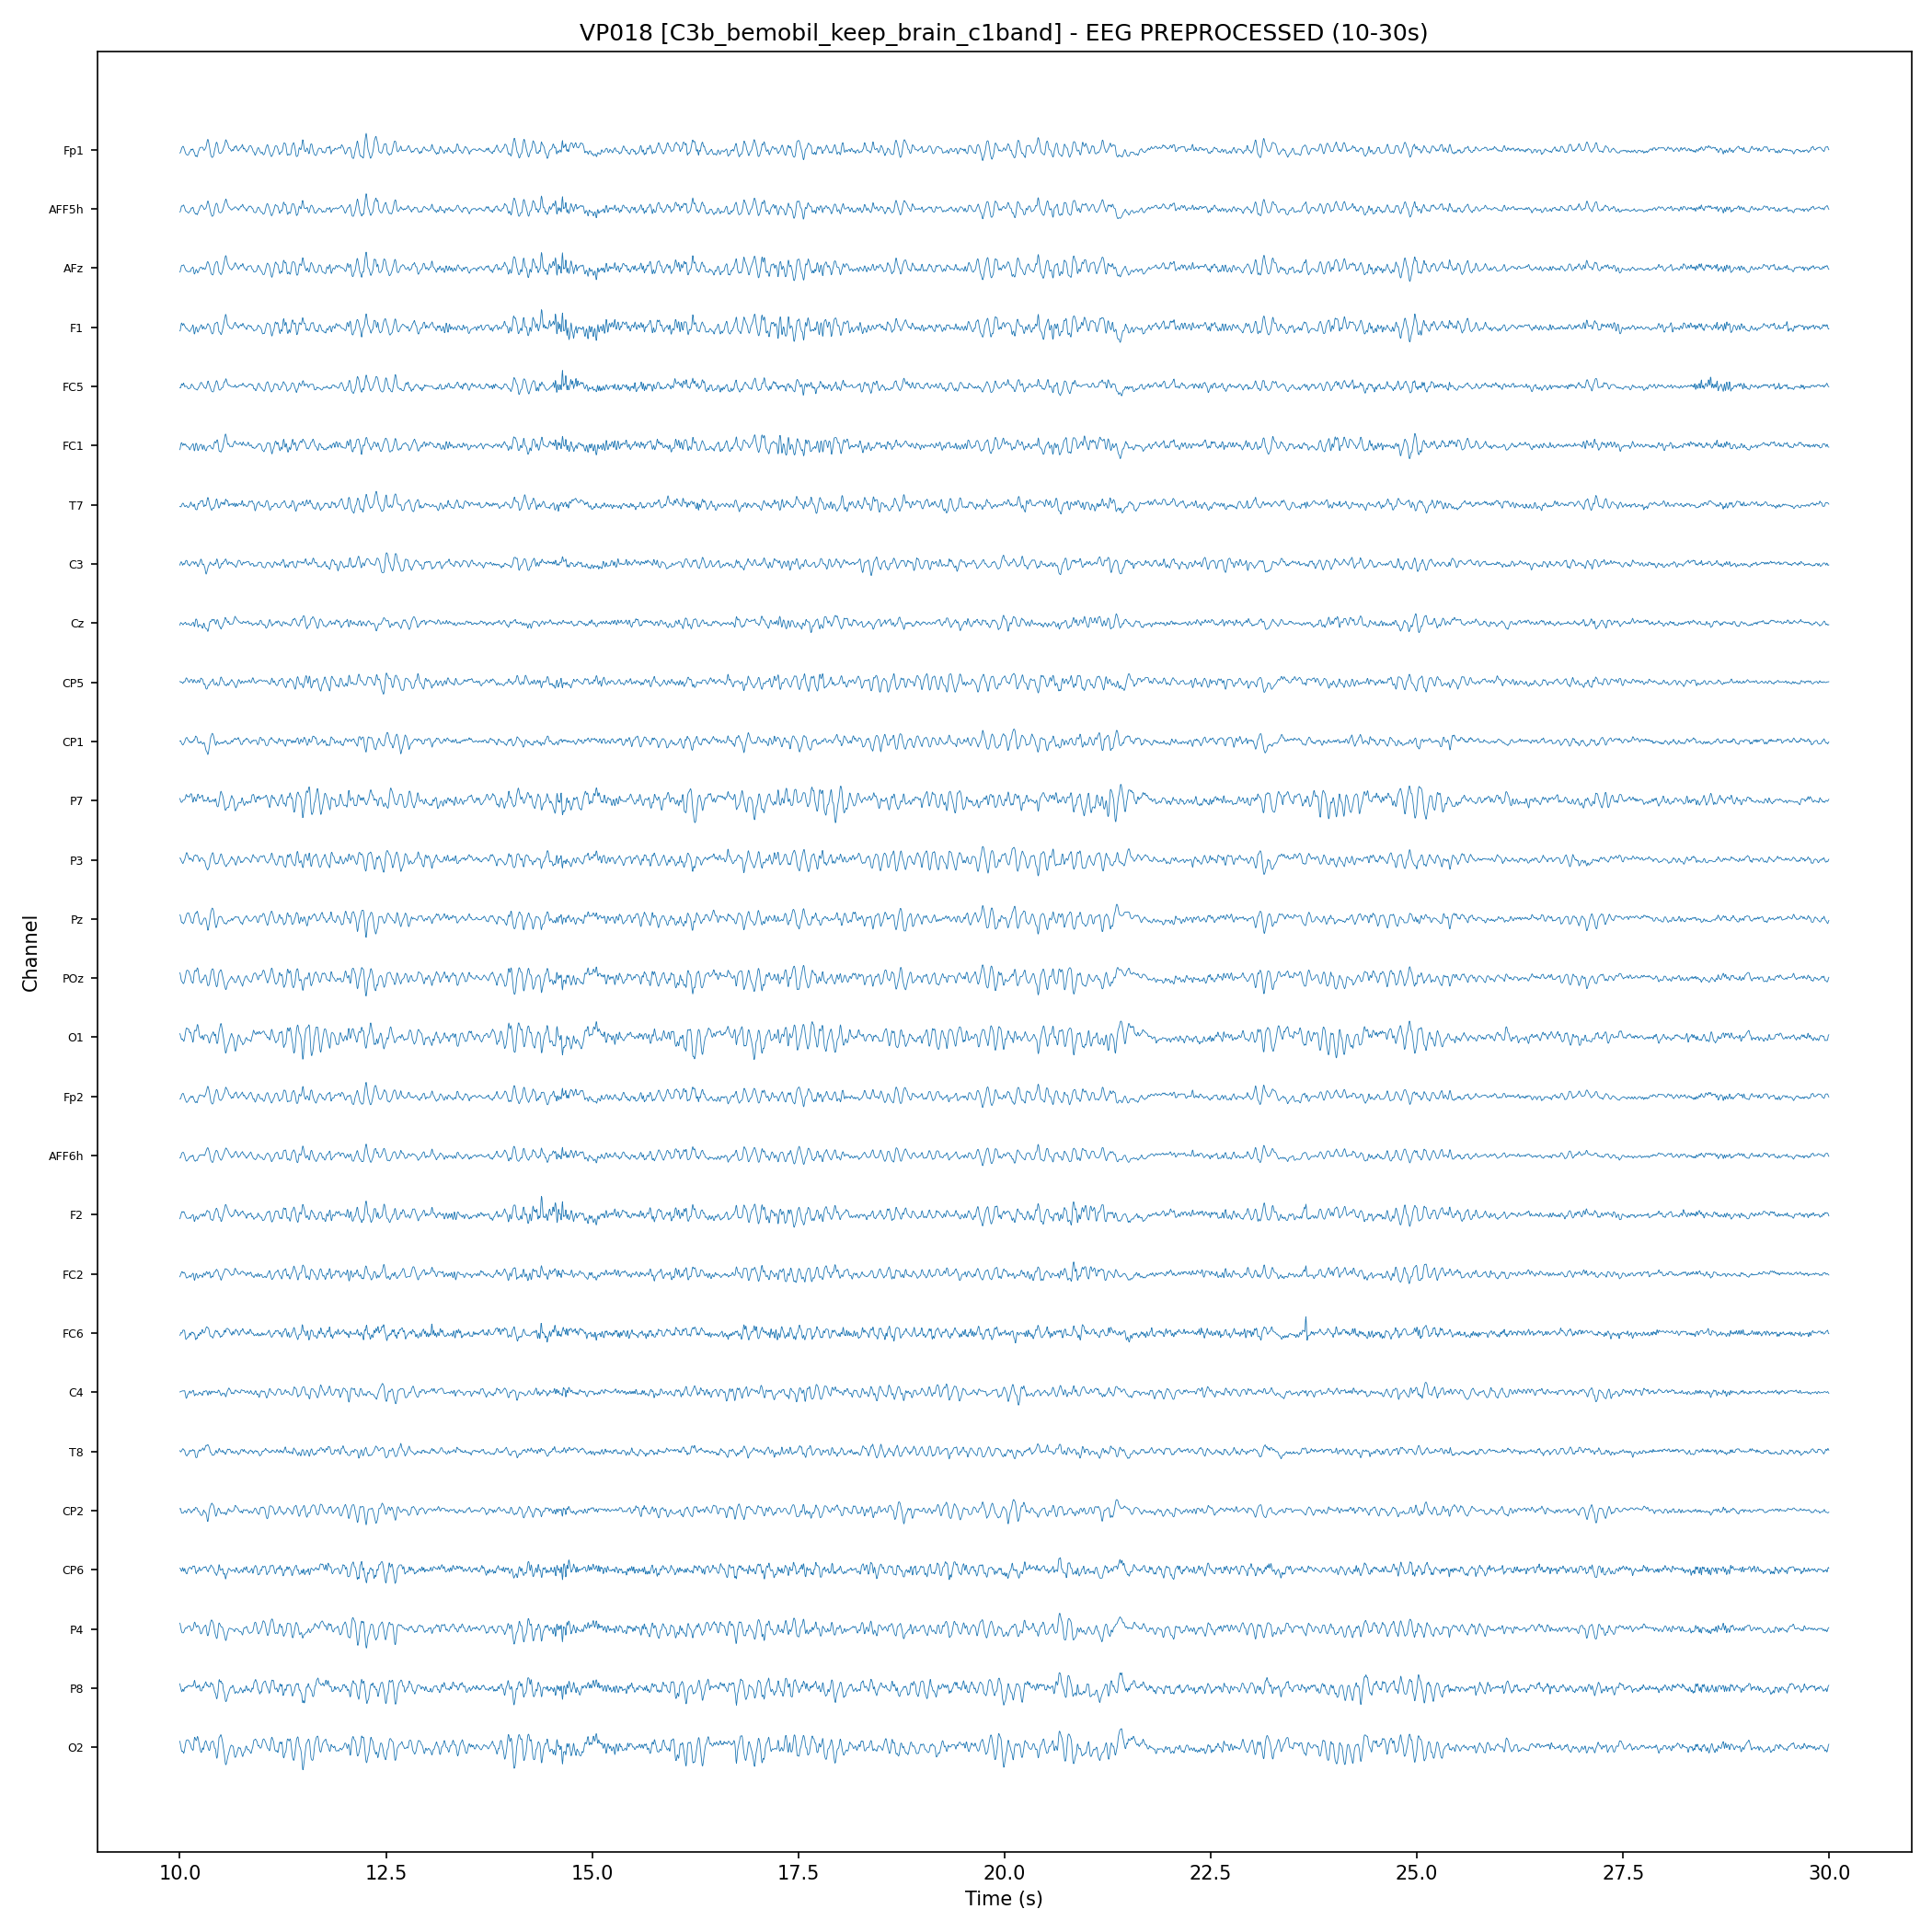 VP018 [C3b_bemobil_keep_brain_c1band] - EEG PREPROCESSED (10-30s)
Fp1
AFF5h
AFz
F1
FC5
FC1
T7
C3
Cz
CP5
CP1
P7
P3
Pz
POz
O1
Fp2
AFF6h
F2
FC2
FC6
C4
T8
CP2
CP6
P4
P8
O2
Channel
10.0 12.5 15.0 17.5 20.0 22.5 25.0 27.5 30.0
Time (s)